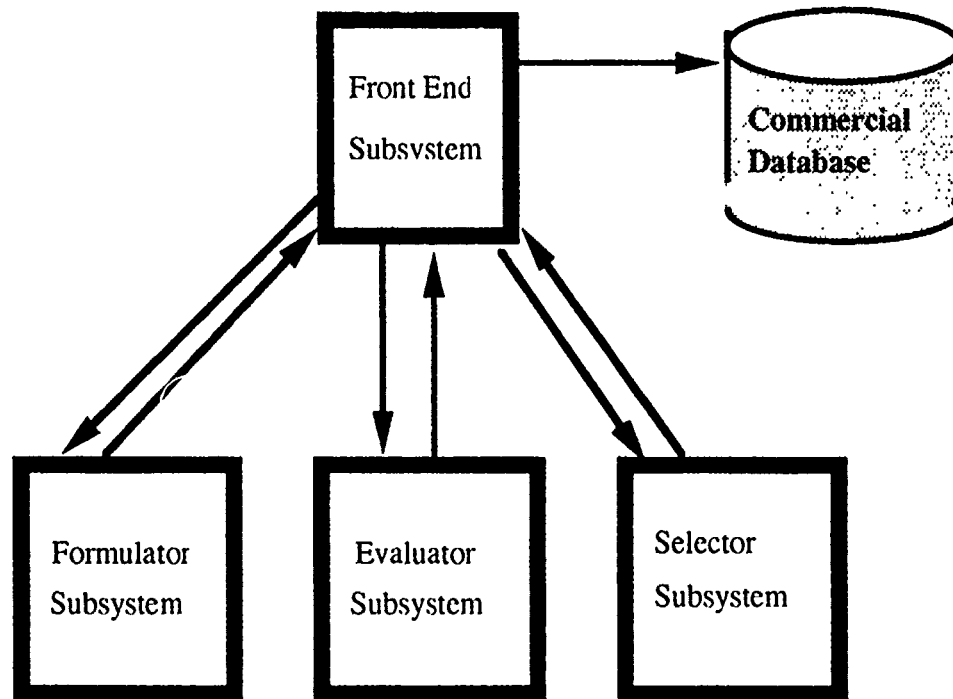 Front End
Subsystem
Commercial
Database
Formulator
Subsystem
Evaluator
Subsystem
Selector
Subsystem